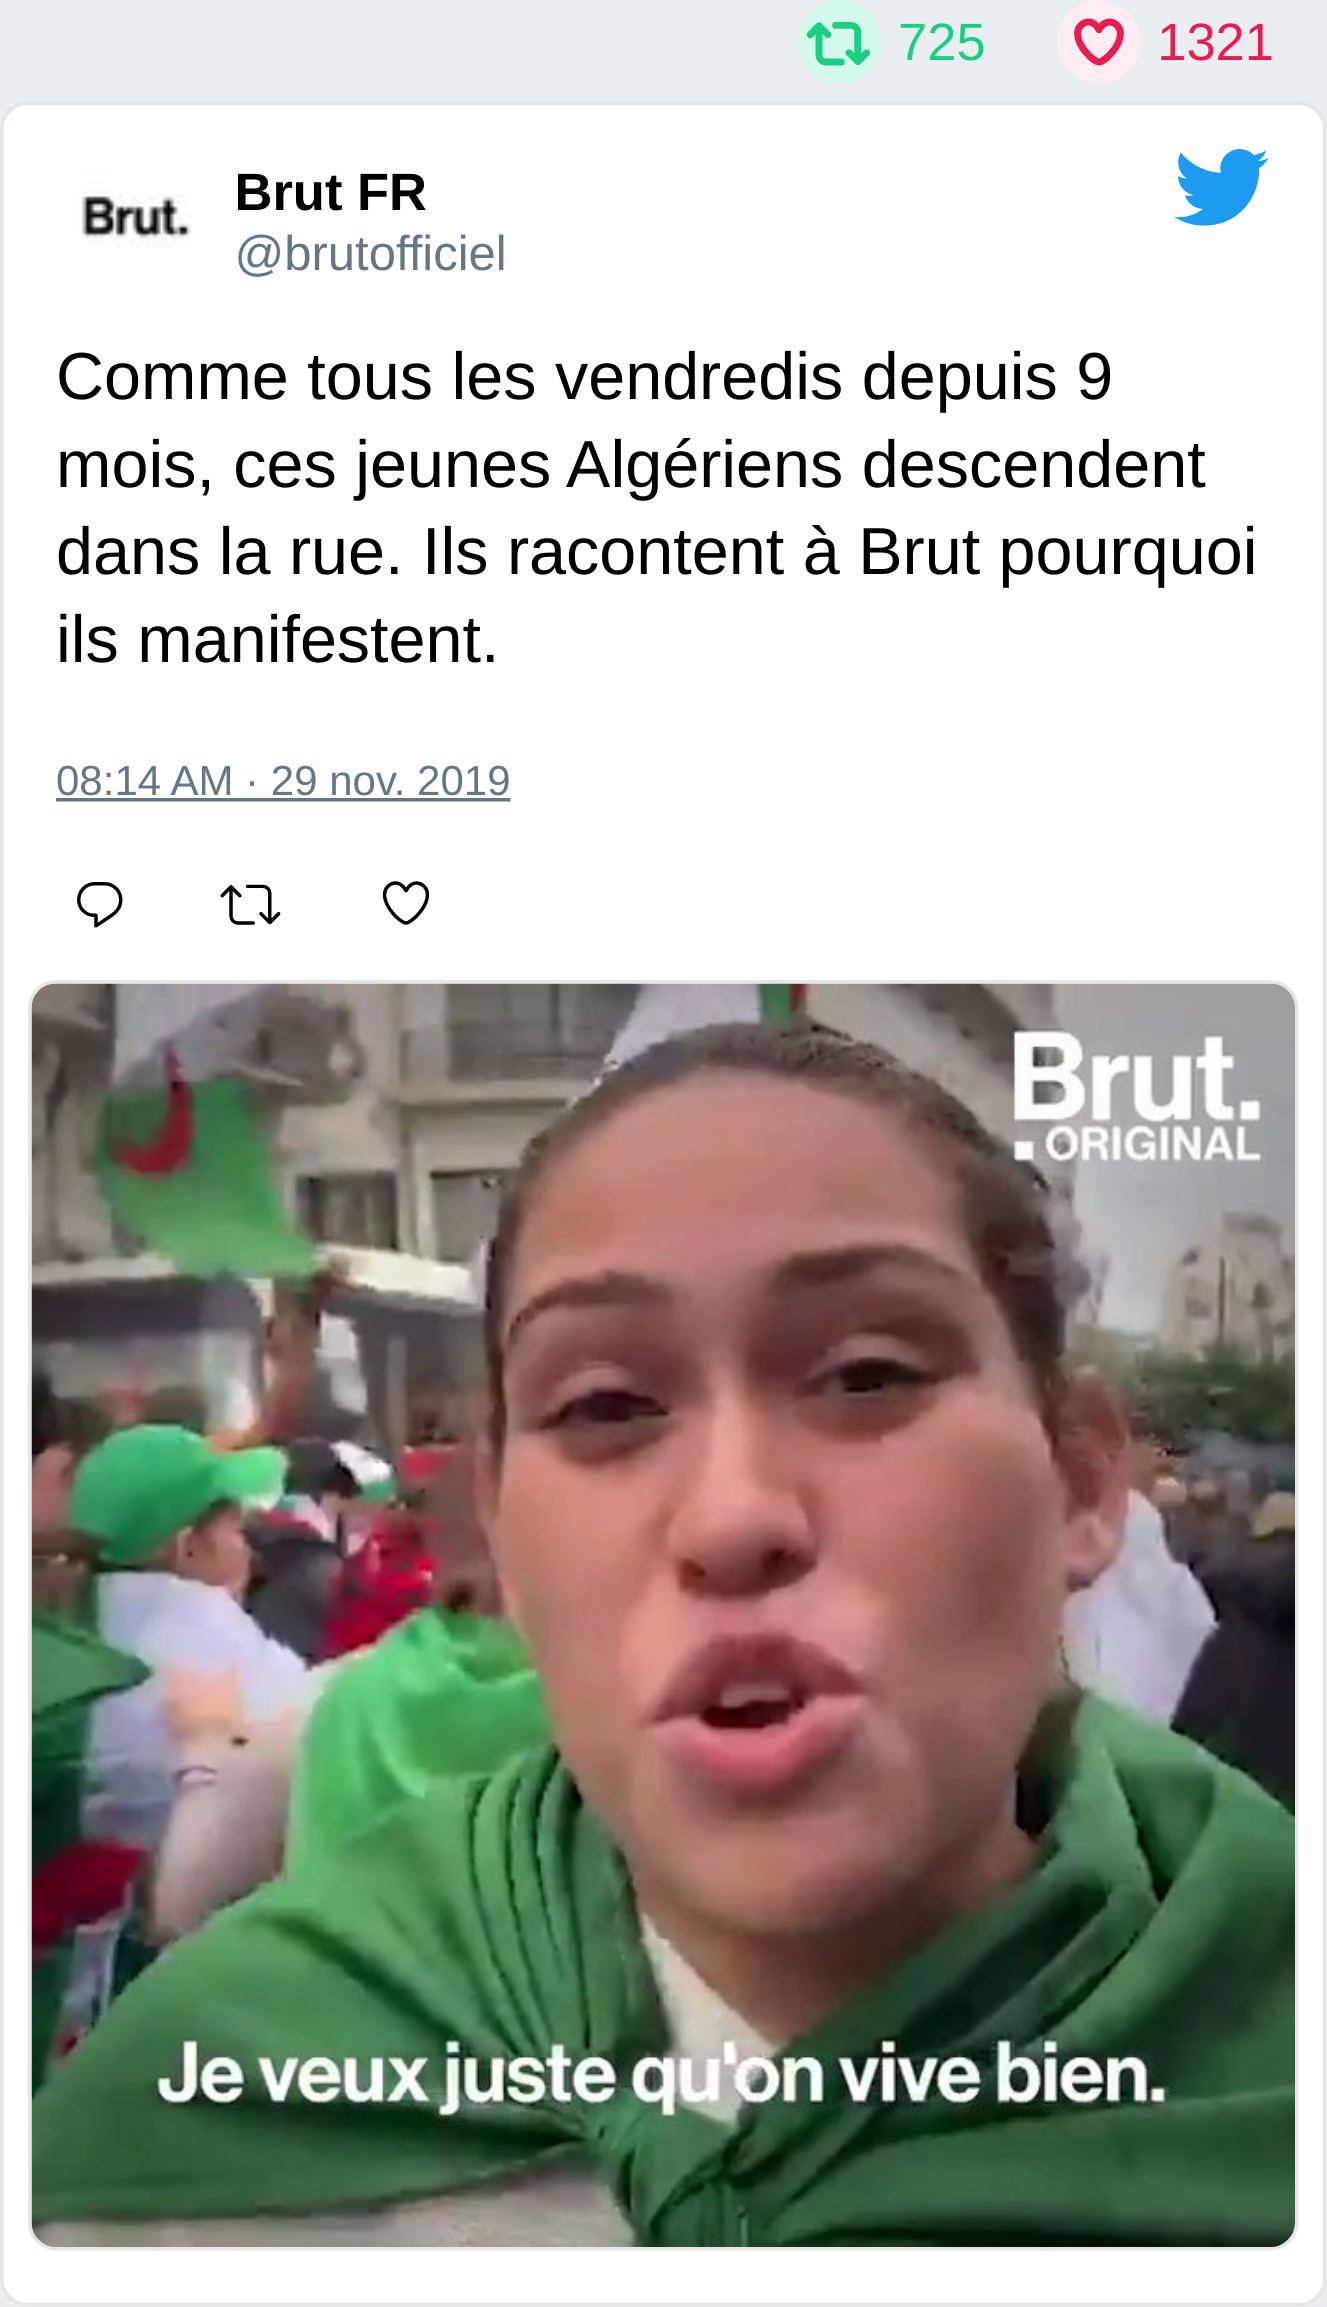 725 1321
Brut.
Brut FR
@brutofficiel
Comme tous les vendredis depuis 9
mois, ces jeunes Algériens descendent
dans la rue. Ils racontent à Brut pourquoi
ils manifestent.
08:14 AM · 29 nov. 2019
Brut.
ORIGINAL
Je veux juste qu'on vive bien.